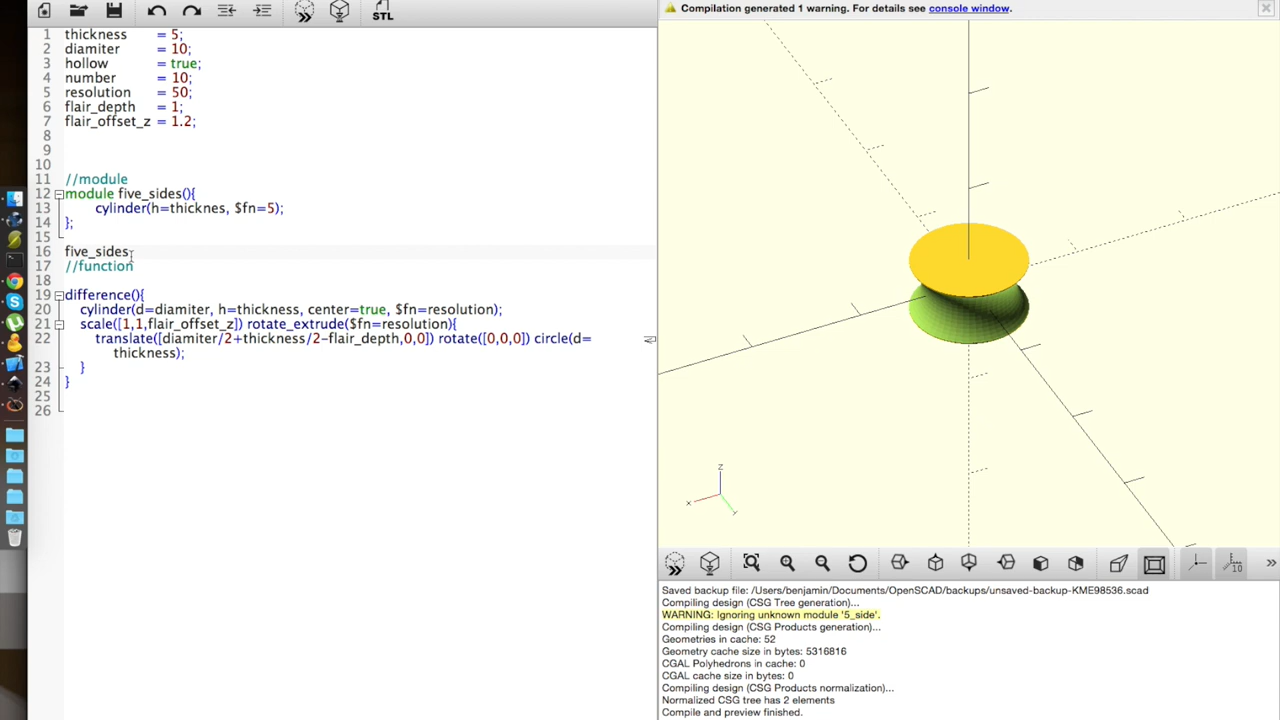 STL
Compilation generated 1 warning. For details see console window.
1 thickness = 5;
2 diamiter = 10;
3 hollow = true;
4 number = 10;
5 resolution = 50;
6 flair_depth = 1;
7 flair_offset_z = 1.2;
8
9
10
11 //module
12 module five_sides(){
13 cylinder(h=thicknes, $fn=5);
14 };
15
16 five_sides
17 //function
18
19 difference(){
20 cylinder(d=diamiter, h=thickness, center=true, $fn=resolution);
21 scale([1,1,flair_offset_z]) rotate_extrude($fn=resolution){
22 translate([diamiter/2+thickness/2-flair_depth,0,0]) rotate([0,0,0]) circle(d=
thickness);
23 }
24 }
25
26
z
x
y
10
Saved backup file: /Users/benjamin/Documents/OpenSCAD/backups/unsaved-backup-KME98536.scad
Compiling design (CSG Tree generation)...
WARNING: Ignoring unknown module '5_side'.
Compiling design (CSG Products generation)...
Geometries in cache: 52
Geometry cache size in bytes: 5316816
CGAL Polyhedrons in cache: 0
CGAL cache size in bytes: 0
Compiling design (CSG Products normalization)...
Normalized CSG tree has 2 elements
Compile and preview finished.